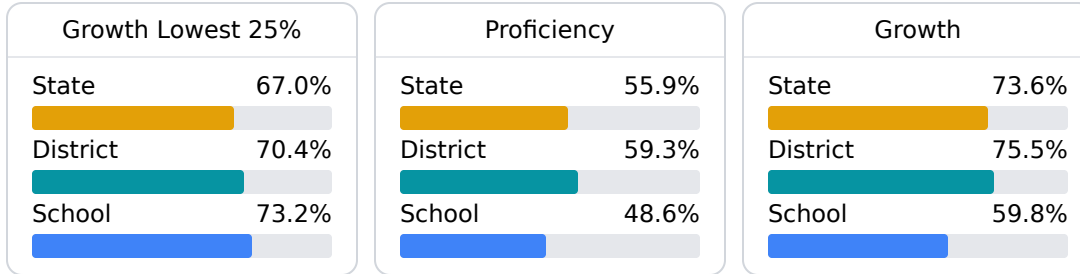 Growth Lowest 25%
State 67.0%
District 70.4%
School 73.2%
Proficiency
State 55.9%
District 59.3%
School 48.6%
Growth
State 73.6%
District 75.5%
School 59.8%